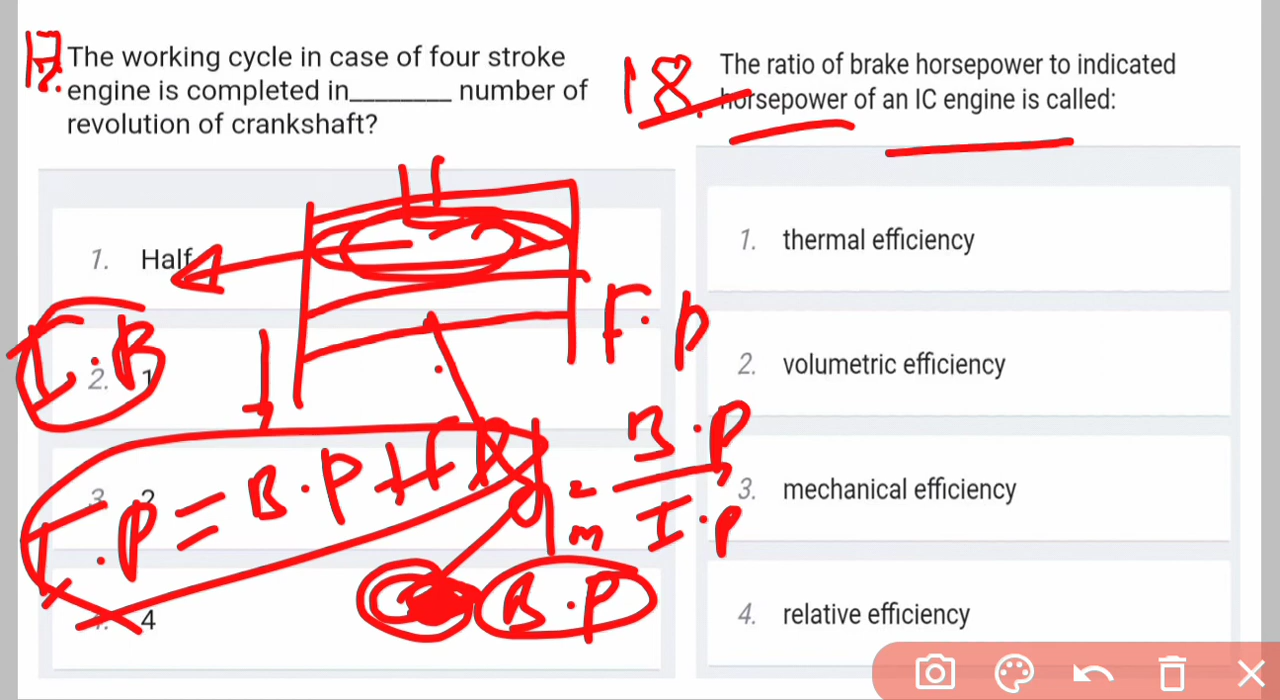 17.
The working cycle in case of four stroke
engine is completed in________ number of
revolution of crankshaft?
1. Half
2. 1
3. 2
4
I.P = B.P + f.P
B.P
F.P
18.
The ratio of brake horsepower to indicated
horsepower of an IC engine is called:
1. thermal efficiency
2. volumetric efficiency
3. mechanical efficiency
4. relative efficiency
B.P
I.P